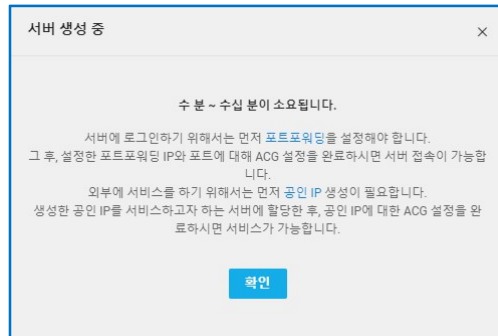 서버 생성 중
×
수 분 ~ 수십 분이 소요됩니다.
서버에 로그인하기 위해서는 먼저 포트포워딩을 설정해야 합니다.
그 후, 설정한 포트포워딩 IP와 포트에 대해 ACG 설정을 완료하시면 서버 접속이 가능합
니다.
외부에 서비스를 하기 위해서는 먼저 공인 IP 생성이 필요합니다.
생성한 공인 IP를 서비스하고자 하는 서버에 할당한 후, 공인 IP에 대한 ACG 설정을 완
료하시면 서비스가 가능합니다.
확인